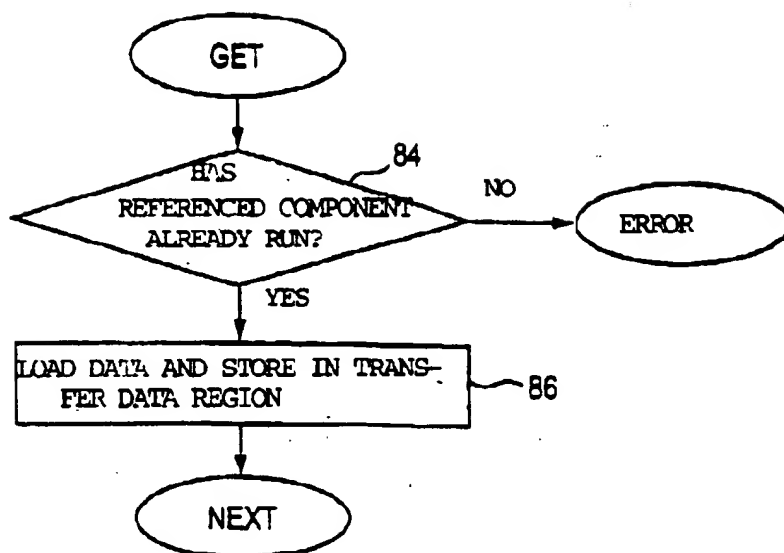 GET
84
HAS
REFERENCED COMPONENT
ALREADY RUN?
NO
ERROR
YES
LOAD DATA AND STORE IN TRANS-
FER DATA REGION
86
NEXT